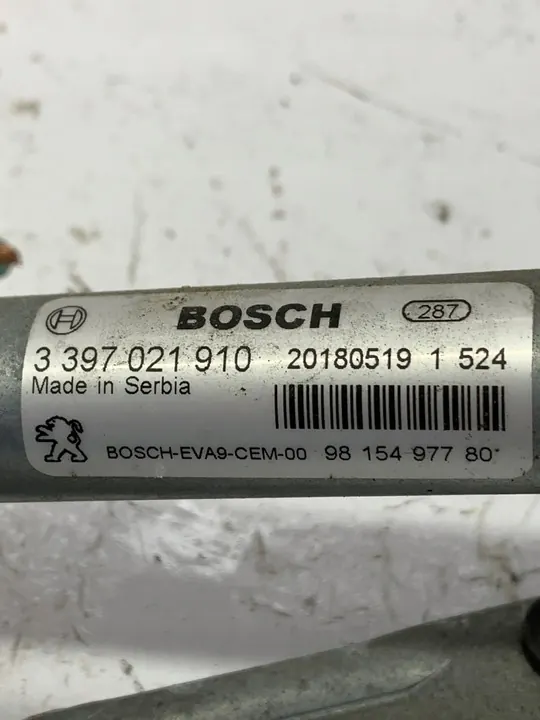 BOSCH 287
3 397 021 910 20180519 1 524
Made in Serbia
BOSCH-EVA9-CEM-00 98 154 977 80